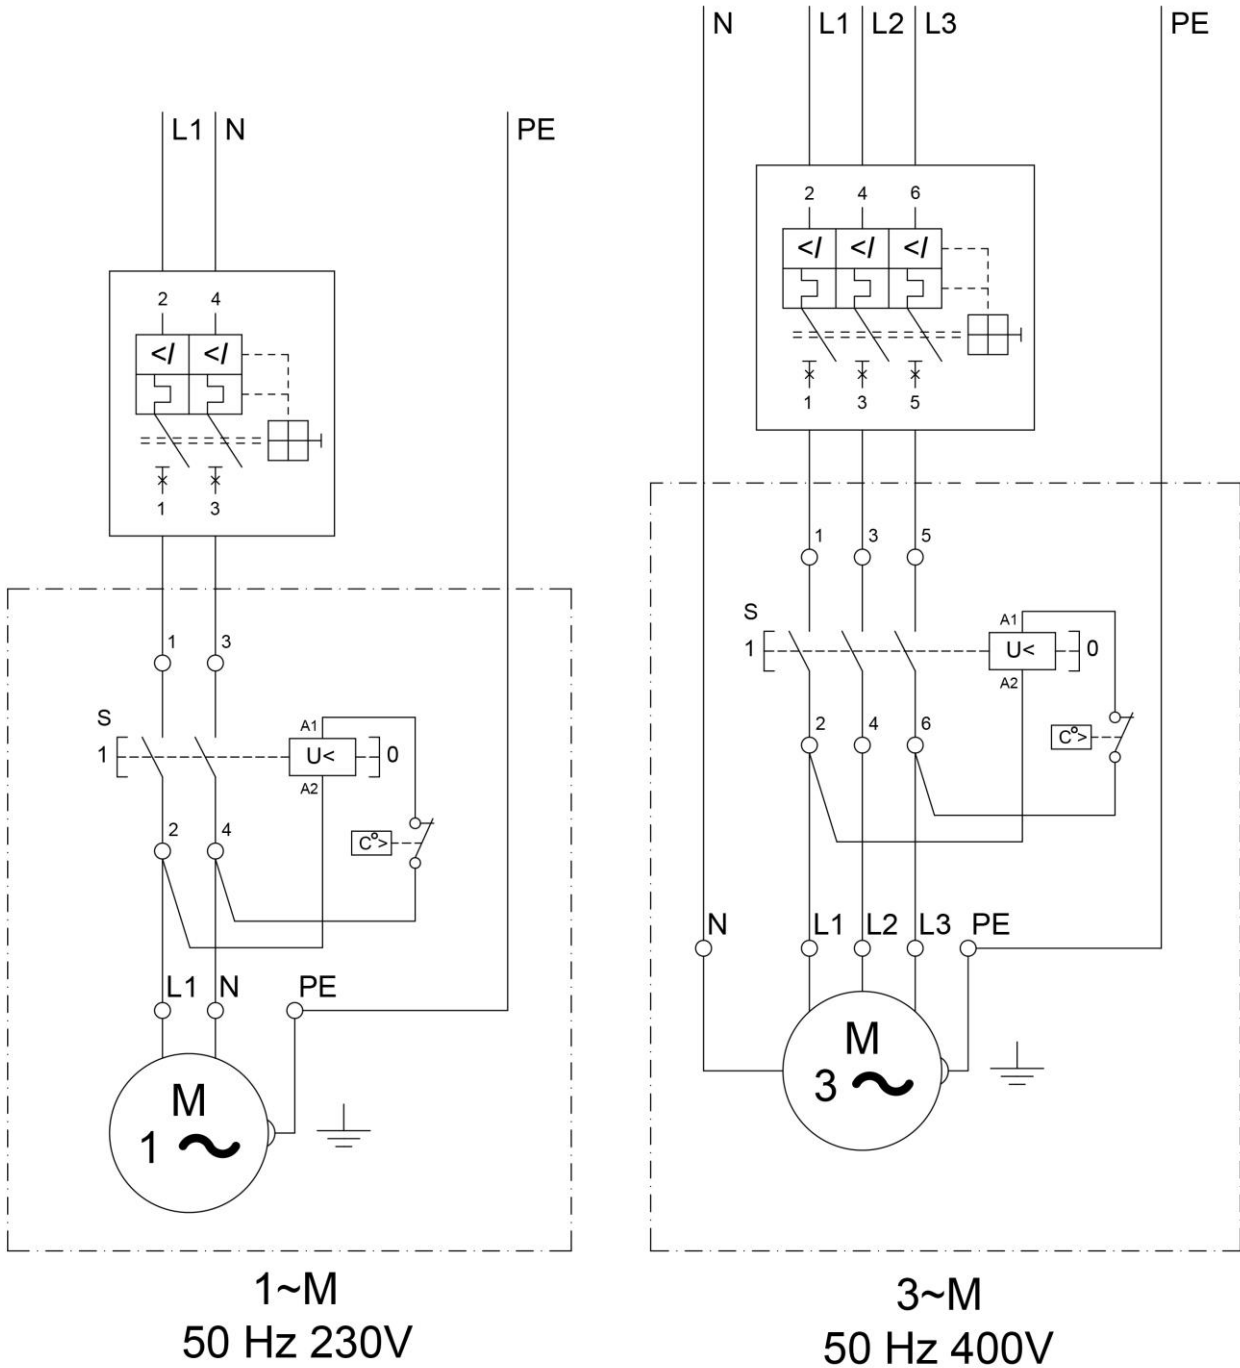 L1 N PE
2 4
</ </
1 3
1 3
S
1 A1 U< 0
A2
2 4
C°>
L1 N PE
M
1 ~
1~M
50 Hz 230V
N L1 L2 L3 PE
2 4 6
</ </ </
1 3 5
1 3 5
S
1 A1 U< 0
A2
2 4 6
C°>
N L1 L2 L3 PE
M
3 ~
3~M
50 Hz 400V